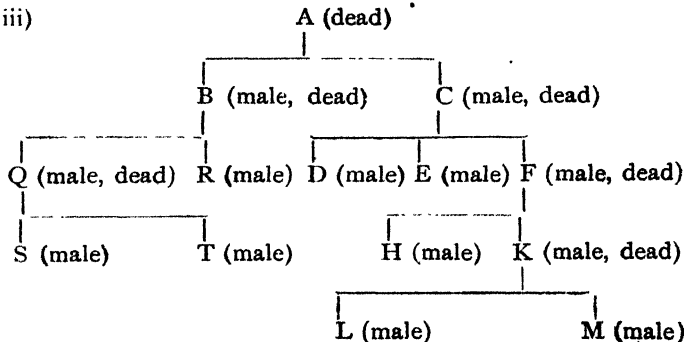 iii)
A (dead)
B (male, dead) C (male, dead)
Q (male, dead) R (male) D (male) E (male) F (male, dead)
S (male) T (male) H (male) K (male, dead)
L (male) M (male)